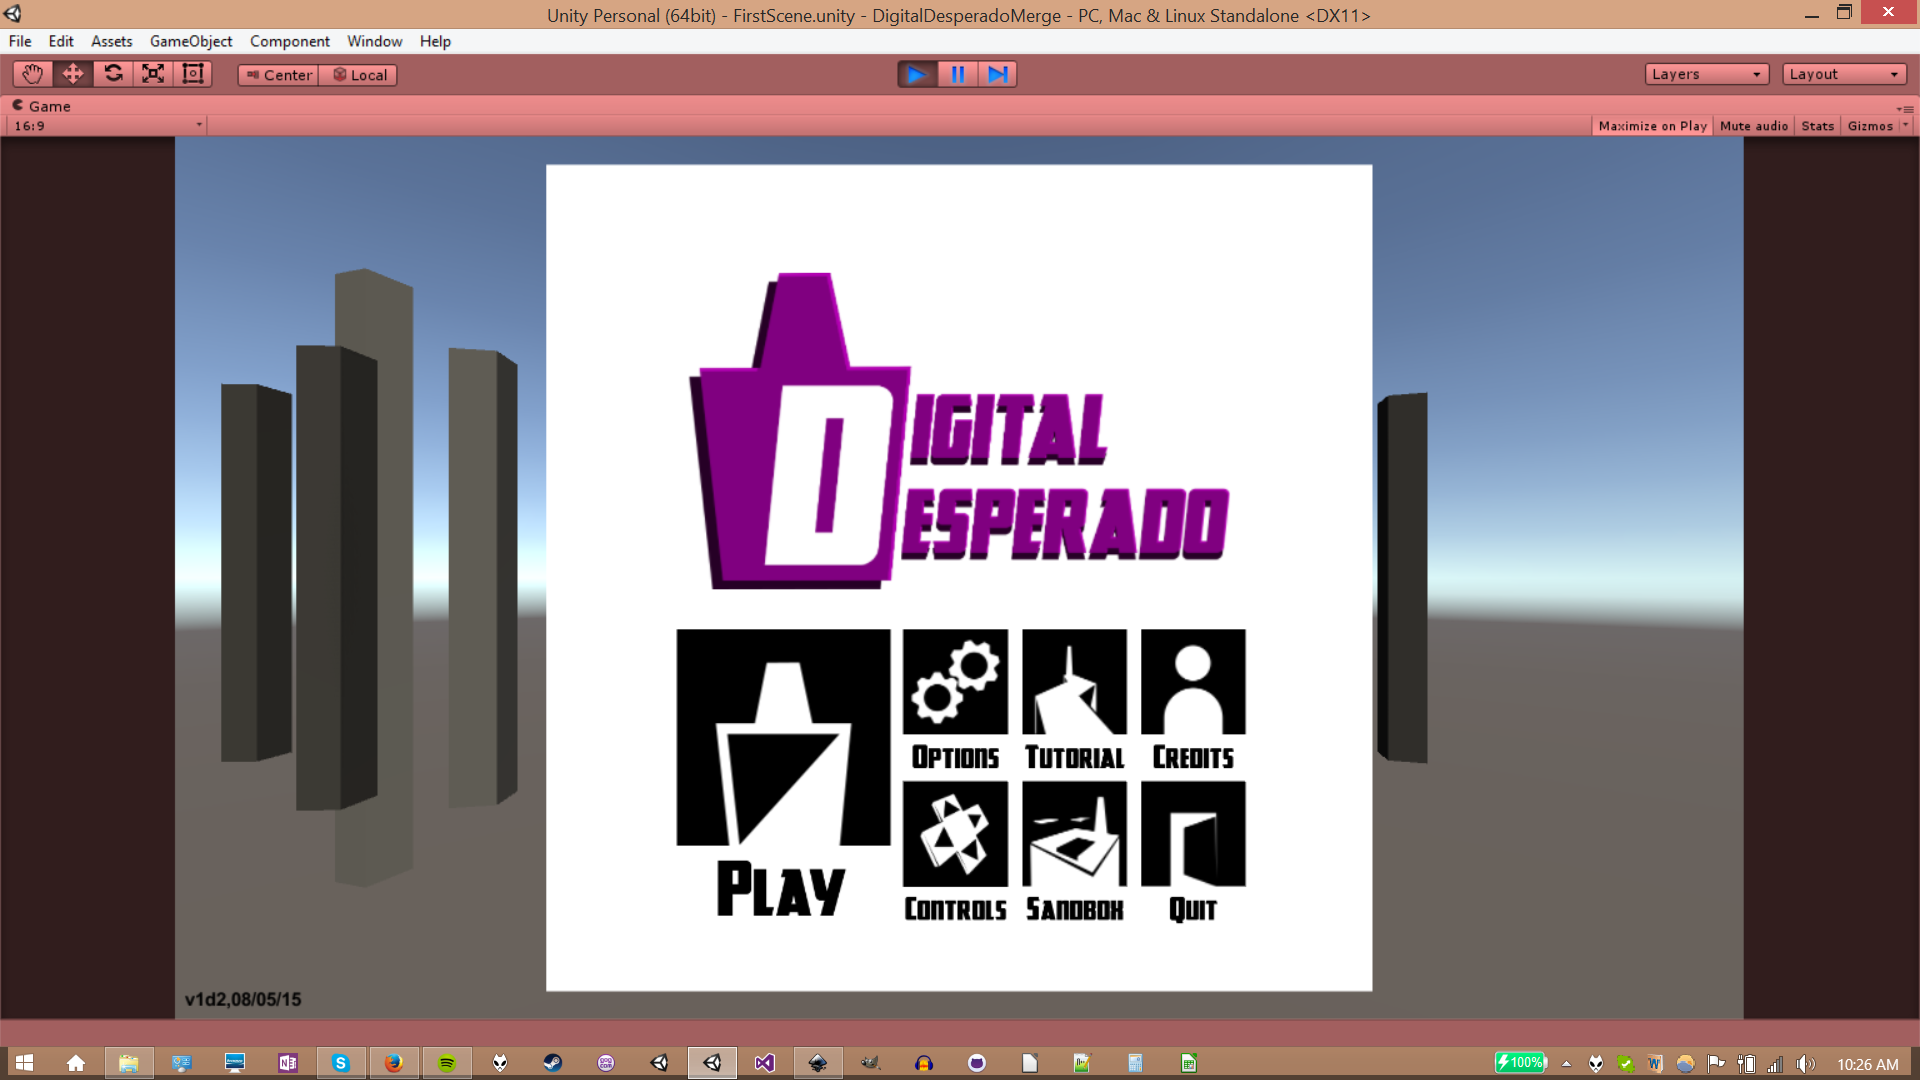 Unity Personal (64bit) - FirstScene.unity - DigitalDesperadoMerge - PC, Mac & Linux Standalone <DX11>
File Edit Assets GameObject Component Window Help
Center Local Layers Layout
Game
16:9 Maximize on Play Mute audio Stats Gizmos
DIGITAL
DESPERADO
OPTIONS TUTORIAL CREDITS
PLAY
CONTROLS SANDBOX QUIT
v1d2,08/05/15
100% 10:26 AM